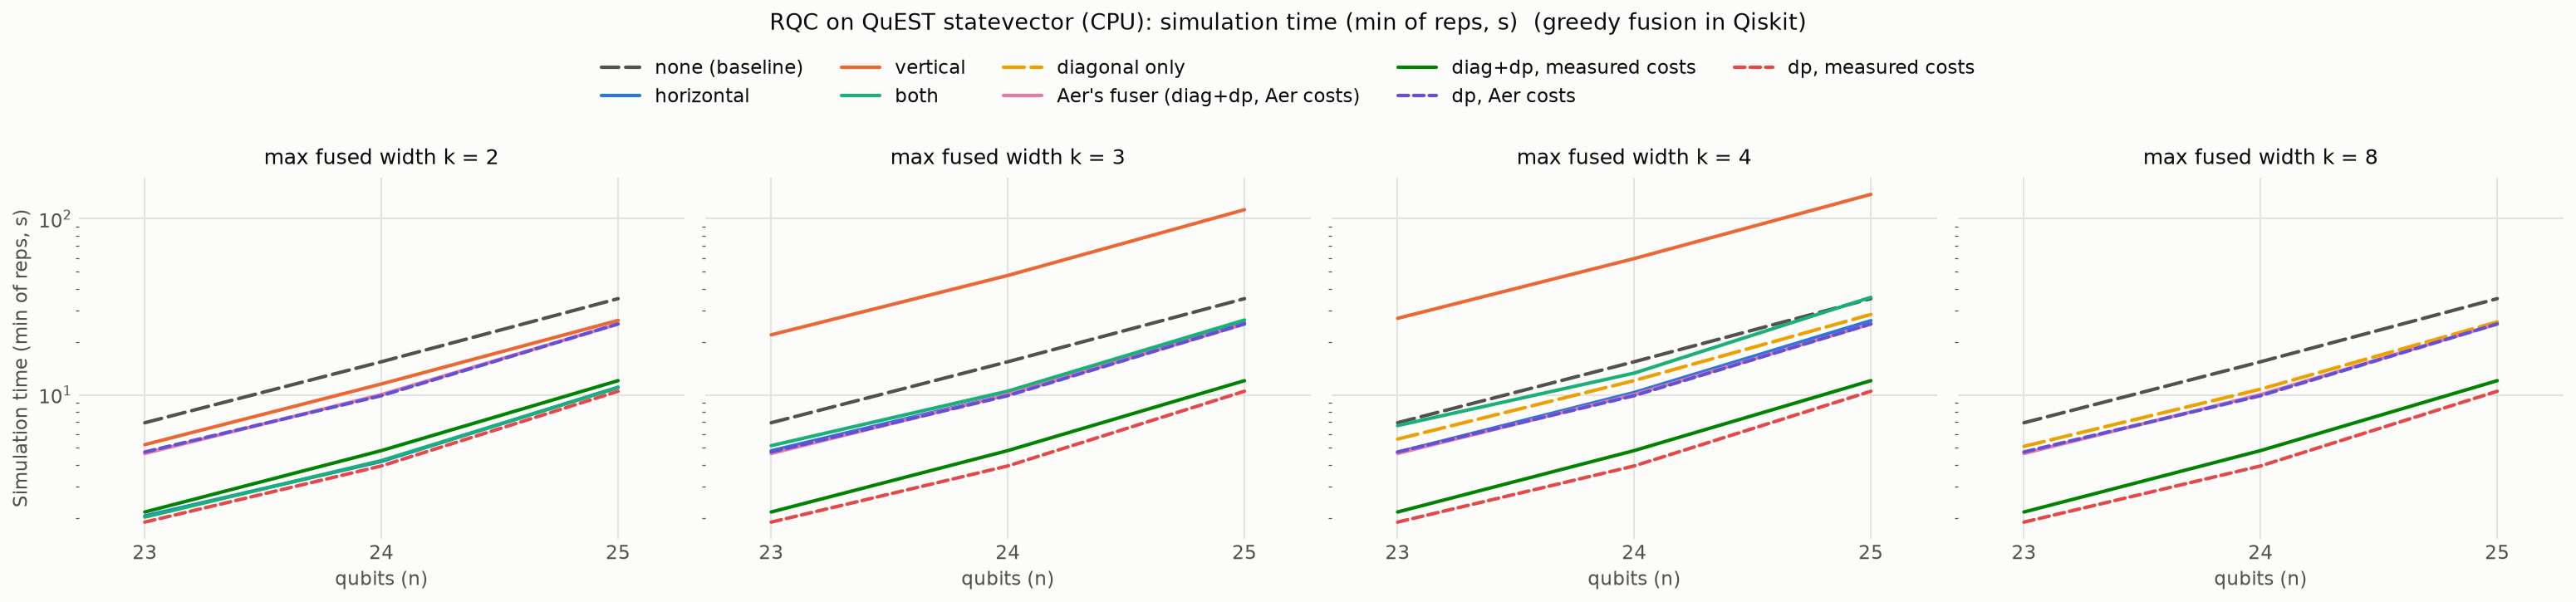 RQC on QuEST statevector (CPU): simulation time (min of reps, s)  (greedy fusion in Qiskit)
none (baseline)
horizontal
vertical
both
diagonal only
Aer's fuser (diag+dp, Aer costs)
diag+dp, measured costs
dp, Aer costs
dp, measured costs
max fused width k = 2
max fused width k = 3
max fused width k = 4
max fused width k = 8
Simulation time (min of reps, s)
10²
10¹
23 24 25
23 24 25
23 24 25
23 24 25
qubits (n)
qubits (n)
qubits (n)
qubits (n)